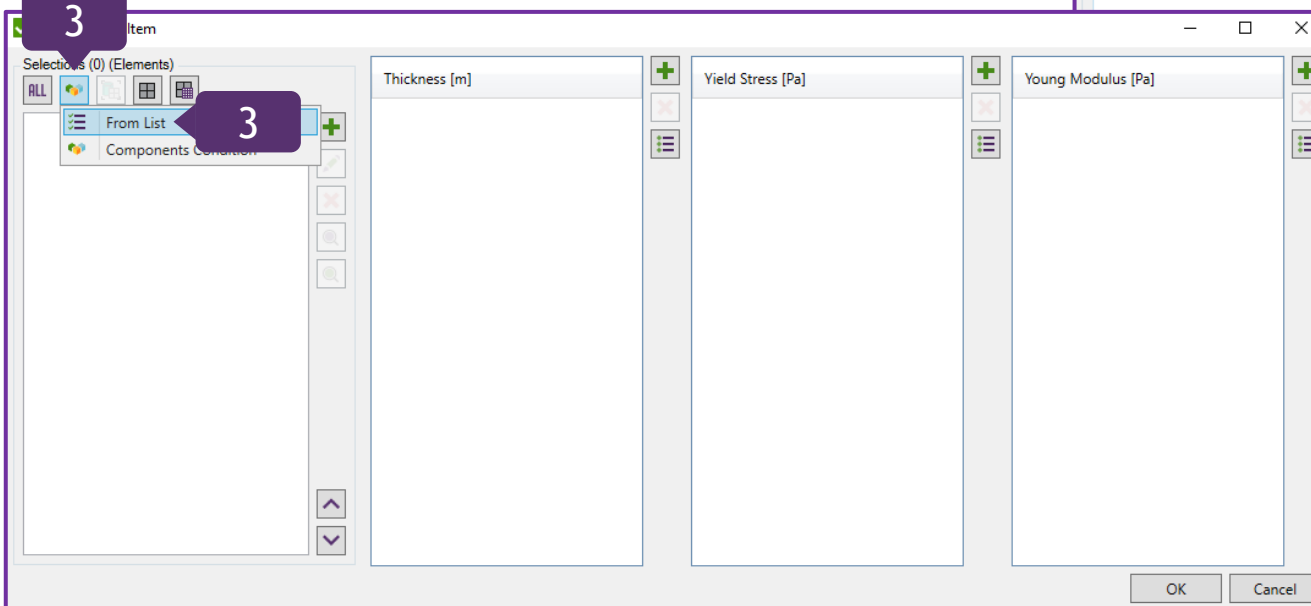 3
Item
Selections (0) (Elements)
ALL
From List
3
Components Condition
Thickness [m]
Yield Stress [Pa]
Young Modulus [Pa]
OK
Cancel